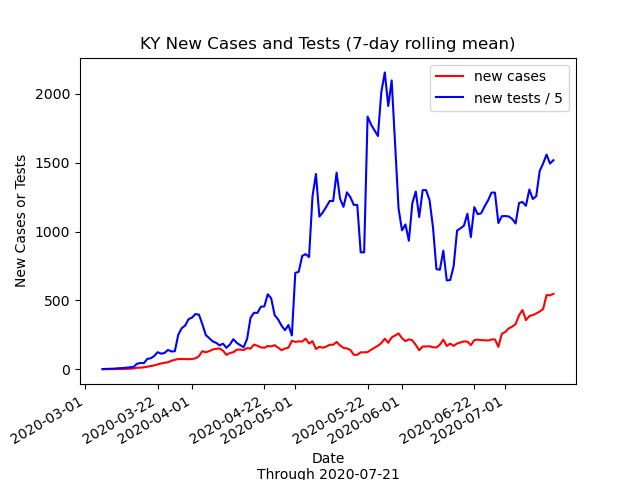 KY New Cases and Tests (7-day rolling mean)
new cases
new tests / 5
New Cases or Tests
2000
1500
1000
500
0
2020-03-01
2020-03-22
2020-04-01
2020-04-22
2020-05-01
2020-05-22
2020-06-01
2020-06-22
2020-07-01
Date
Through 2020-07-21